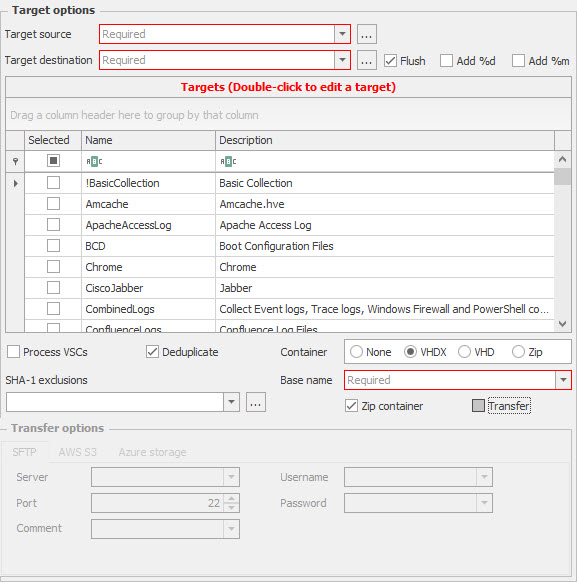 Target options
Target source Required ...
Target destination Required ... Flush Add %d Add %m
Targets (Double-click to edit a target)
Drag a column header here to group by that column
Selected Name Description
ABC ABC
!BasicCollection Basic Collection
Amcache Amcache.hve
ApacheAccessLog Apache Access Log
BCD Boot Configuration Files
Chrome Chrome
CiscoJabber Jabber
CombinedLogs Collect Event logs, Trace logs, Windows Firewall and PowerShell co...
ConfluenceLogs Confluence Log Files
Process VSCs Deduplicate Container None VHDX VHD Zip
SHA-1 exclusions Base name Required
... Zip container Transfer
Transfer options
SFTP AWS S3 Azure storage
Server Username
Port 22 Password
Comment